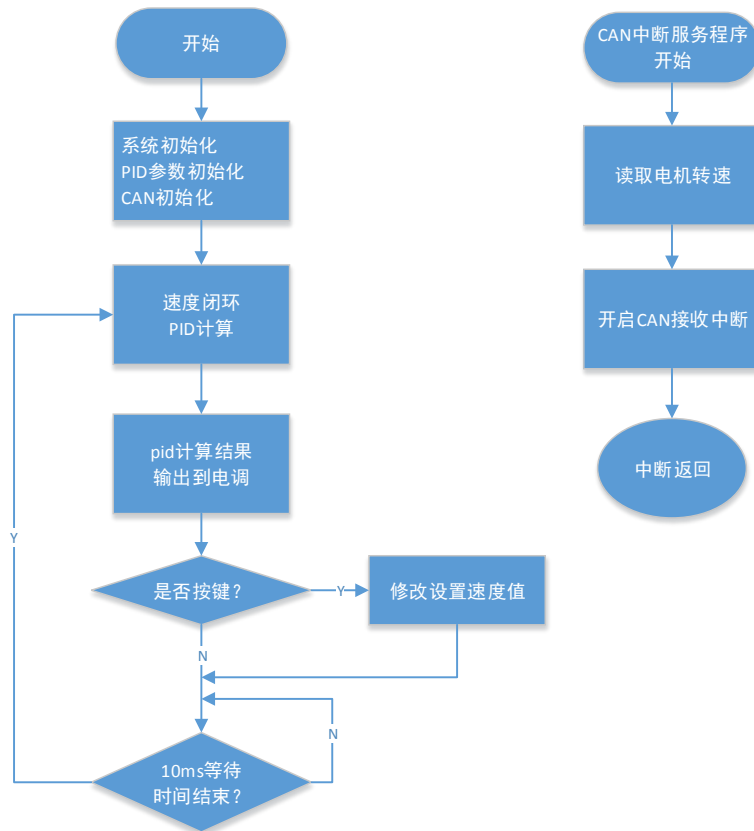 开始
系统初始化
PID参数初始化
CAN初始化
速度闭环
PID计算
pid计算结果
输出到电调
是否按键?
Y
修改设置速度值
N
10ms等待
时间结束?
N
Y
CAN中断服务程序
开始
读取电机转速
开启CAN接收中断
中断返回